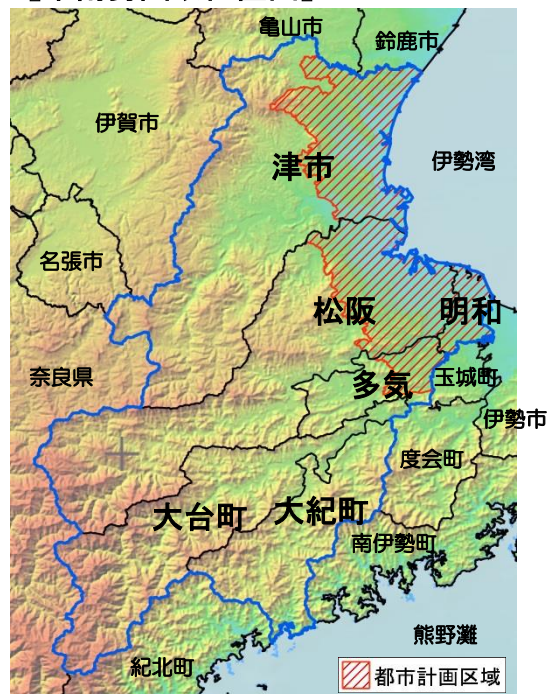 亀山市
鈴鹿市
伊賀市
伊勢湾
津市
名張市
松阪
明和
奈良県
多気
玉城町
伊勢市
度会町
大台町
大紀町
南伊勢町
熊野灘
紀北町
都市計画区域